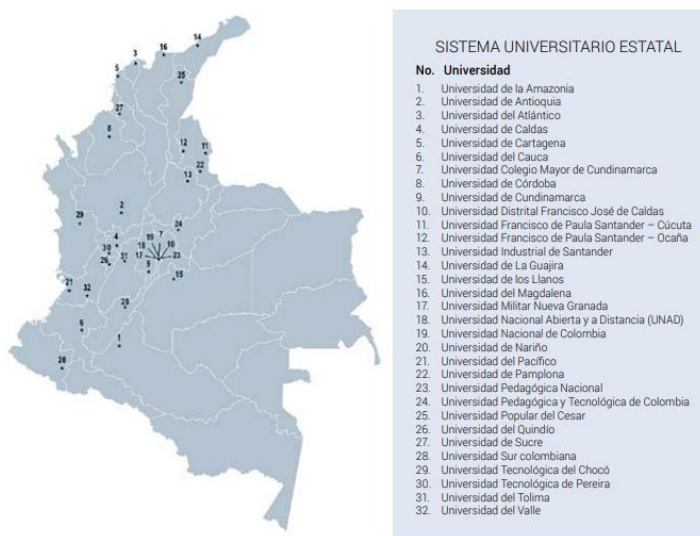 14
16
3
5
25
27
8
12
11
22
13
2
29
24
19
7
4
18
10
30
17
23
26
31
9
15
21
32
28
6
1
20
SISTEMA UNIVERSITARIO ESTATAL
No. Universidad
1. Universidad de la Amazonia
2. Universidad de Antioquia
3. Universidad del Atlántico
4. Universidad de Caldas
5. Universidad de Cartagena
6. Universidad del Cauca
7. Universidad Colegio Mayor de Cundinamarca
8. Universidad de Córdoba
9. Universidad de Cundinamarca
10. Universidad Distrital Francisco José de Caldas
11. Universidad Francisco de Paula Santander – Cúcuta
12. Universidad Francisco de Paula Santander – Ocaña
13. Universidad Industrial de Santander
14. Universidad de La Guajira
15. Universidad de los Llanos
16. Universidad del Magdalena
17. Universidad Militar Nueva Granada
18. Universidad Nacional Abierta y a Distancia (UNAD)
19. Universidad Nacional de Colombia
20. Universidad de Nariño
21. Universidad del Pacífico
22. Universidad de Pamplona
23. Universidad Pedagógica Nacional
24. Universidad Pedagógica y Tecnológica de Colombia
25. Universidad Popular del Cesar
26. Universidad del Quindío
27. Universidad de Sucre
28. Universidad Sur colombiana
29. Universidad Tecnológica del Chocó
30. Universidad Tecnológica de Pereira
31. Universidad del Tolima
32. Universidad del Valle